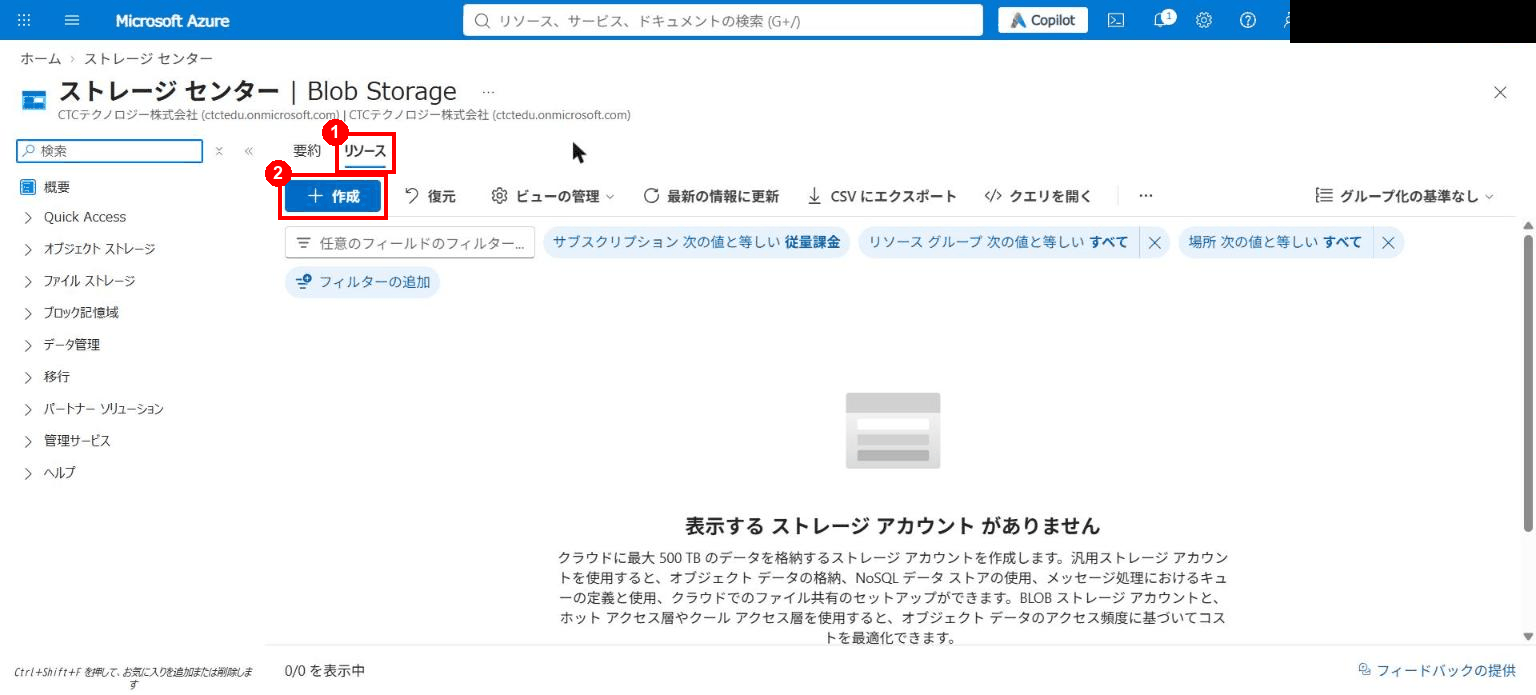 Microsoft Azure
リソース、サービス、ドキュメントの検索 (G+/)
Copilot
1
ホーム > ストレージ センター
ストレージ センター | Blob Storage ...
CTCテクノロジー株式会社 (ctctedu.onmicrosoft.com) | CTCテクノロジー株式会社 (ctctedu.onmicrosoft.com)
検索
1
要約 リソース
2
+ 作成 復元 ビューの管理 最新の情報に更新 CSV にエクスポート クエリを開く ... グループ化の基準なし
任意のフィールドのフィルター... サブスクリプション 次の値と等しい 従量課金 リソース グループ 次の値と等しい すべて 場所 次の値と等しい すべて
フィルターの追加
概要
Quick Access
オブジェクト ストレージ
ファイル ストレージ
ブロック記憶域
データ管理
移行
パートナー ソリューション
管理サービス
ヘルプ
表示する ストレージ アカウント がありません
クラウドに最大 500 TB のデータを格納するストレージ アカウントを作成します。汎用ストレージ アカウン
トを使用すると、オブジェクト データの格納、NoSQL データ ストアの使用、メッセージ処理におけるキュ
ーの定義と使用、クラウドでのファイル共有のセットアップができます。BLOB ストレージ アカウントと、
ホット アクセス層やクール アクセス層を使用すると、オブジェクト データのアクセス頻度に基づいてコス
トを最適化できます。
Ctrl+Shift+F を押して、お気に入りを追加または削除しま
す
0/0 を表示中
フィードバックの提供